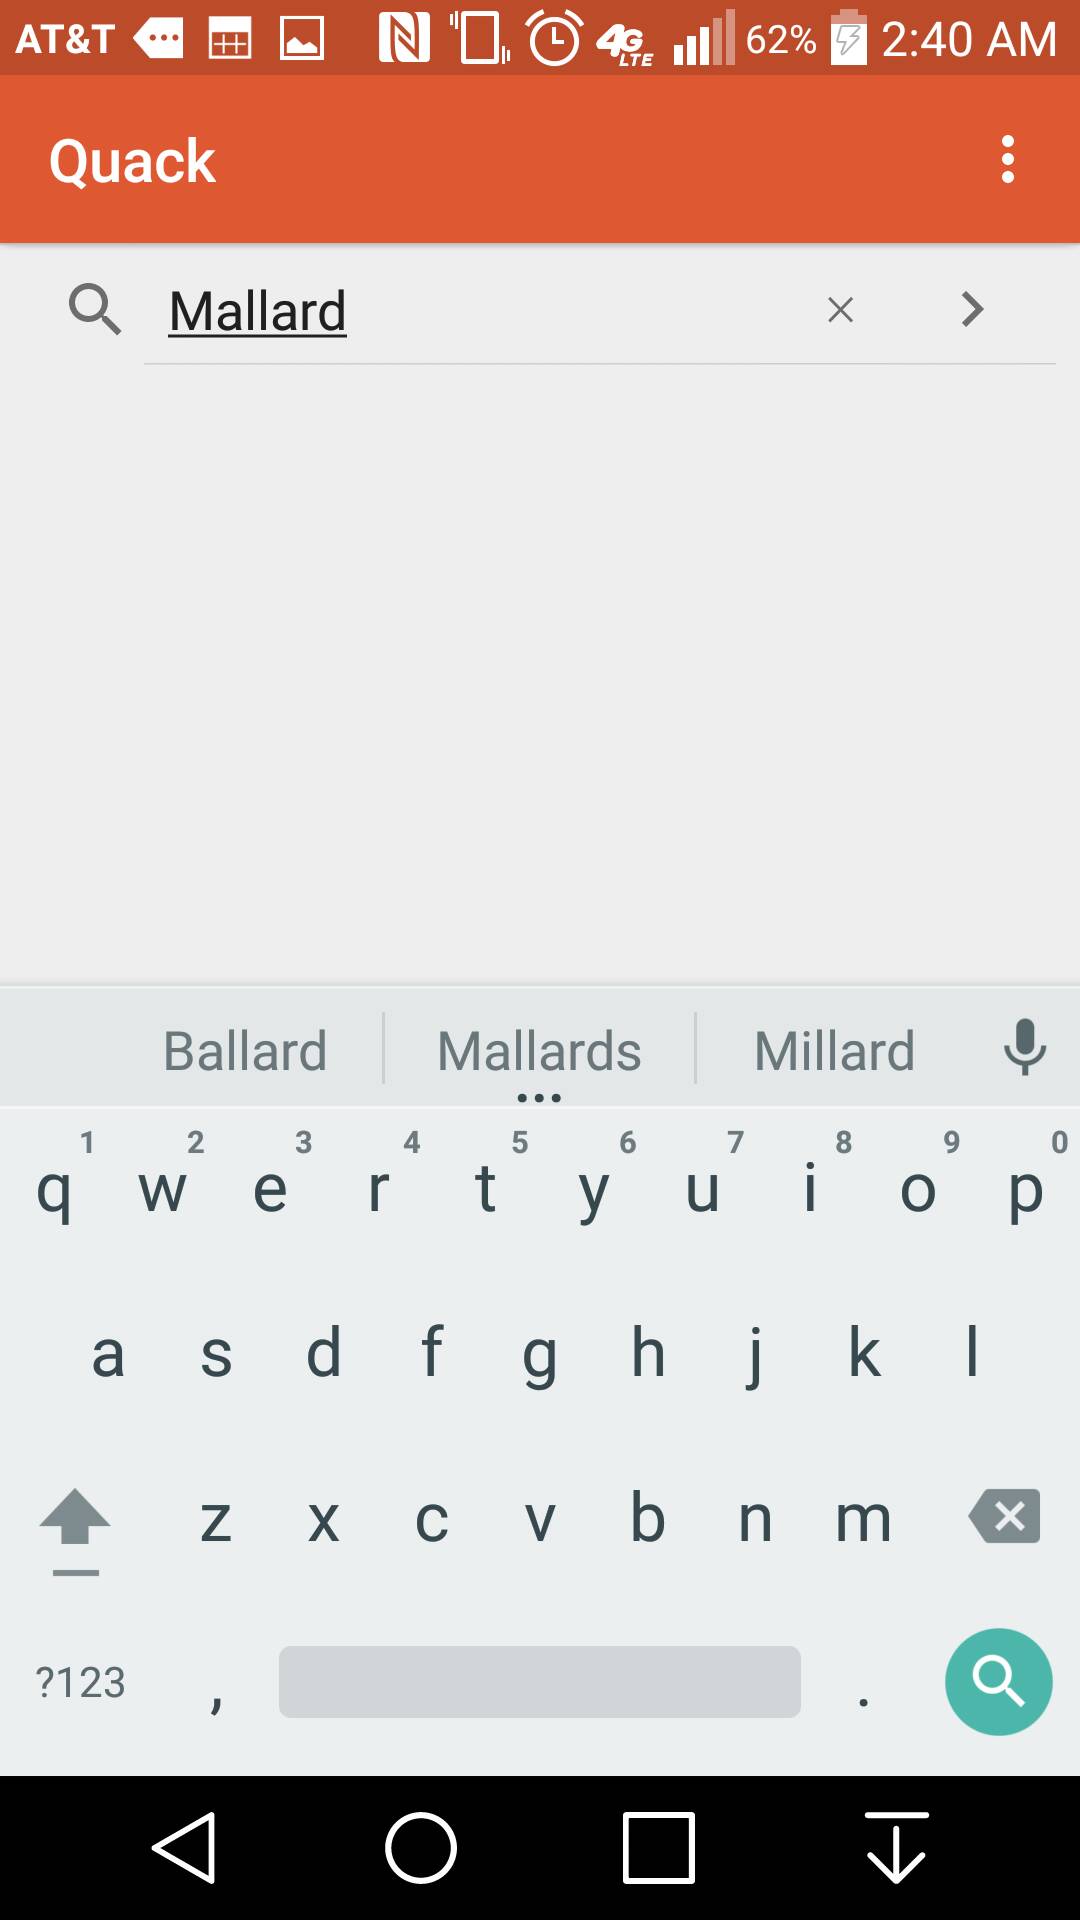 AT&T 4G LTE 62% 2:40 AM
Quack
Mallard
Ballard Mallards Millard
1 2 3 4 5 6 7 8 9 0
q w e r t y u i o p
a s d f g h j k l
z x c v b n m
?123 , .